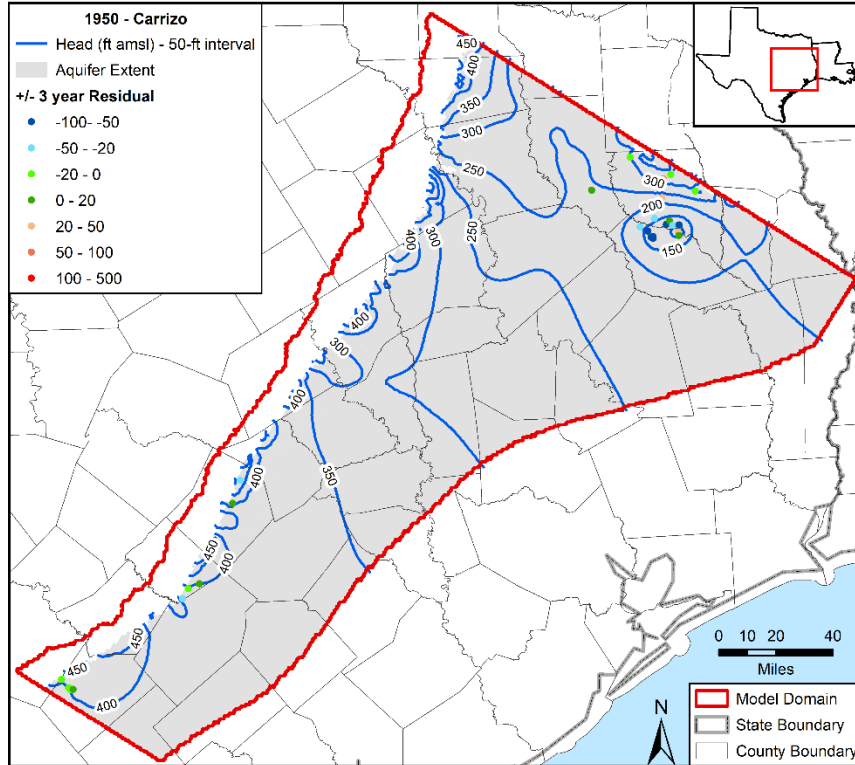 1950 - Carrizo
Head (ft amsl) - 50-ft interval
Aquifer Extent
+/- 3 year Residual
-100- -50
-50 - -20
-20 - 0
0 - 20
20 - 50
50 - 100
100 - 500
450
400
350
300
250
300
200
150
400
300
250
400
300
400
350
400
450
400
450
450
400
0 10 20 40
Miles
N
Model Domain
State Boundary
County Boundary